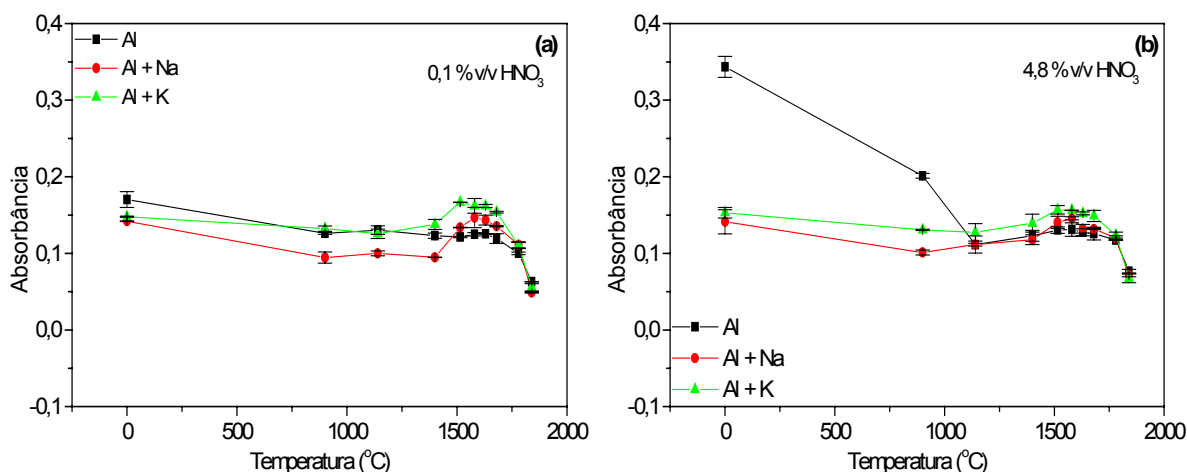 0,4
0,3
0,2
0,1
0,0
-0,1
Absorbância
Al
Al + Na
Al + K
(a)
0,1 % v/v HNO3
0 500 1000 1500 2000
Temperatura (°C)
0,4
0,3
0,2
0,1
0,0
-0,1
Absorbância
(b)
4,8 % v/v HNO3
Al
Al + Na
Al + K
0 500 1000 1500 2000
Temperatura (°C)